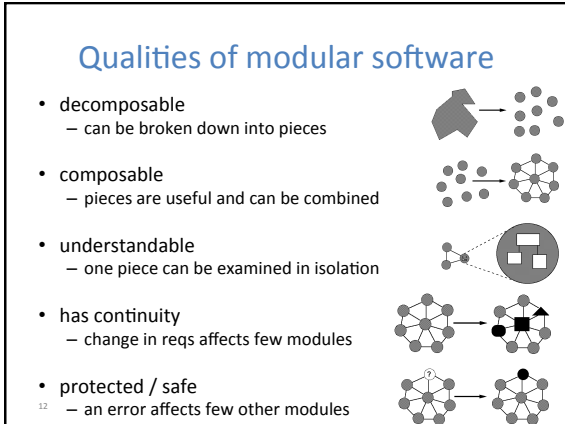 Qualities of modular software
• decomposable
– can be broken down into pieces
• composable
– pieces are useful and can be combined
• understandable
– one piece can be examined in isolation
• has continuity
– change in reqs affects few modules
?
• protected / safe
12 – an error affects few other modules